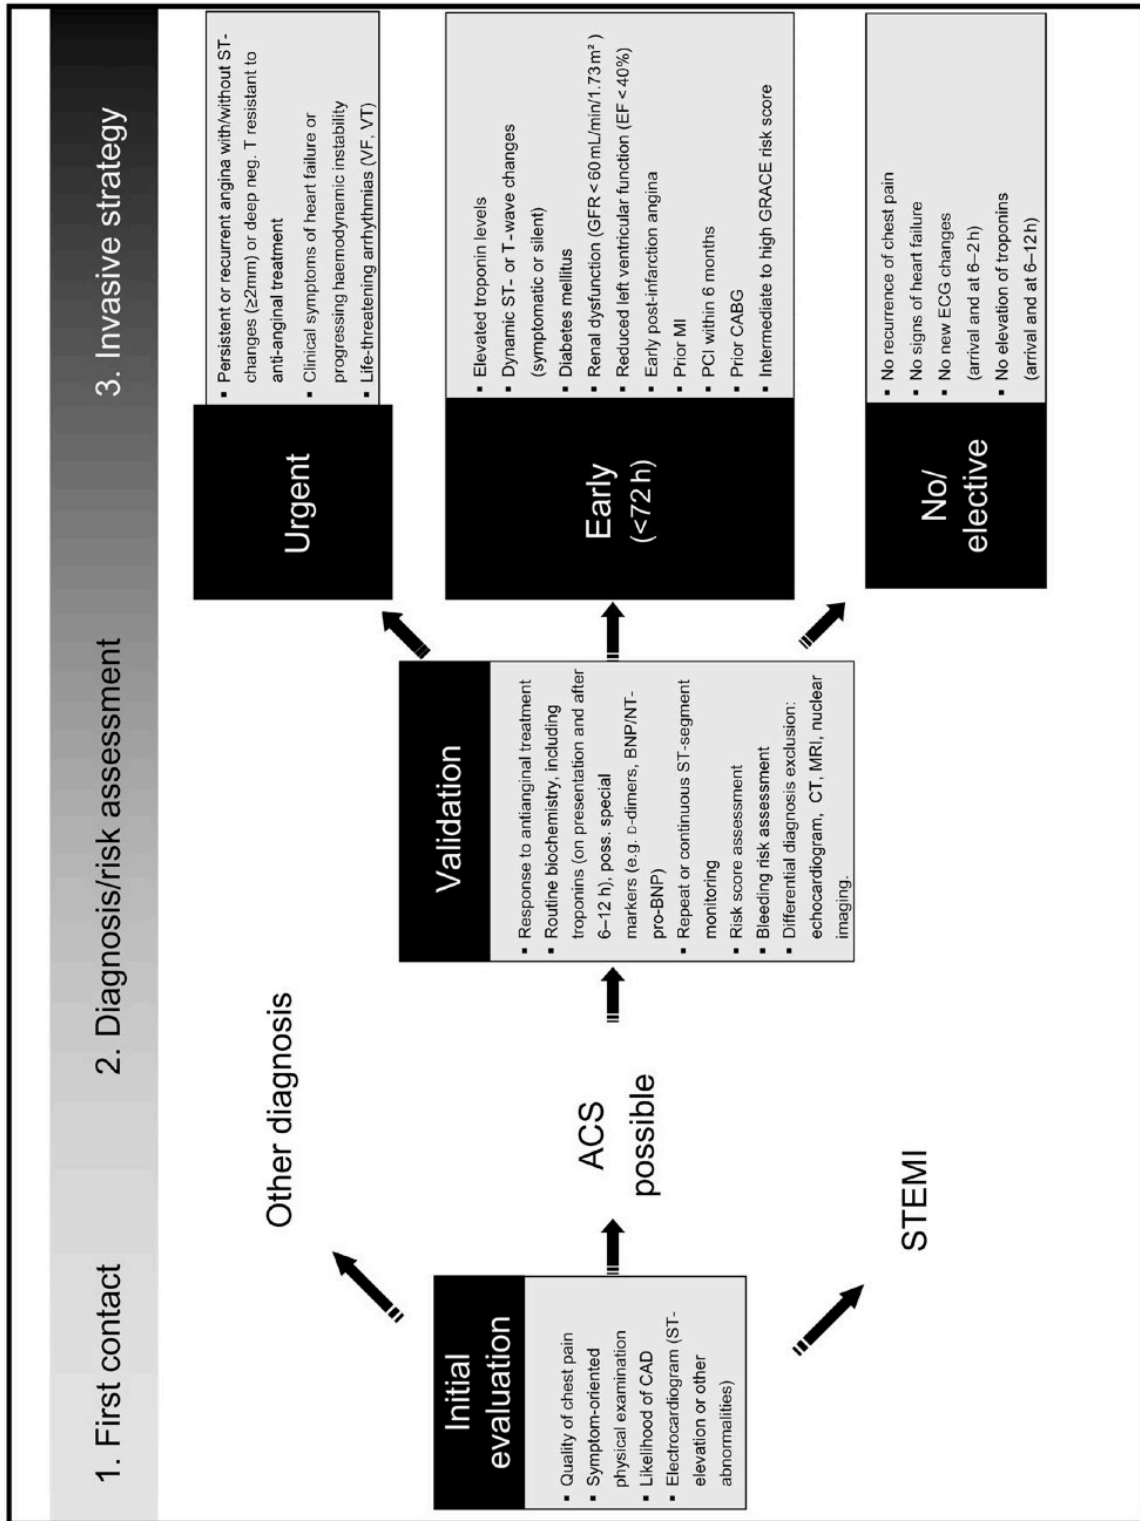 1. First contact
2. Diagnosis/risk assessment
3. Invasive strategy
Initial
evaluation
▪ Quality of chest pain
▪ Symptom-oriented
physical examination
▪ Likelihood of CAD
▪ Electrocardiogram (ST-
elevation or other
abnormalities)
Other diagnosis
ACS
possible
STEMI
Validation
▪ Response to antianginal treatment
▪ Routine biochemistry, including
troponins (on presentation and after
6–12 h), poss. special
markers (e.g. D-dimers, BNP/NT-
pro-BNP)
▪ Repeat or continuous ST-segment
monitoring
▪ Risk score assessment
▪ Bleeding risk assessment
▪ Differential diagnosis exclusion:
echocardiogram, CT, MRI, nuclear
imaging.
Urgent
▪ Persistent or recurrent angina with/without ST-
changes (≥2mm) or deep neg. T resistant to
anti-anginal treatment
▪ Clinical symptoms of heart failure or
progressing haemodynamic instability
▪ Life-threatening arrhythmias (VF, VT)
Early
(<72 h)
▪ Elevated troponin levels
▪ Dynamic ST- or T-wave changes
(symptomatic or silent)
▪ Diabetes mellitus
▪ Renal dysfunction (GFR < 60 mL/min/1.73 m²)
▪ Reduced left ventricular function (EF < 40%)
▪ Early post-infarction angina
▪ Prior MI
▪ PCI within 6 months
▪ Prior CABG
▪ Intermediate to high GRACE risk score
No/
elective
▪ No recurrence of chest pain
▪ No signs of heart failure
▪ No new ECG changes
(arrival and at 6–2 h)
▪ No elevation of troponins
(arrival and at 6–12 h)